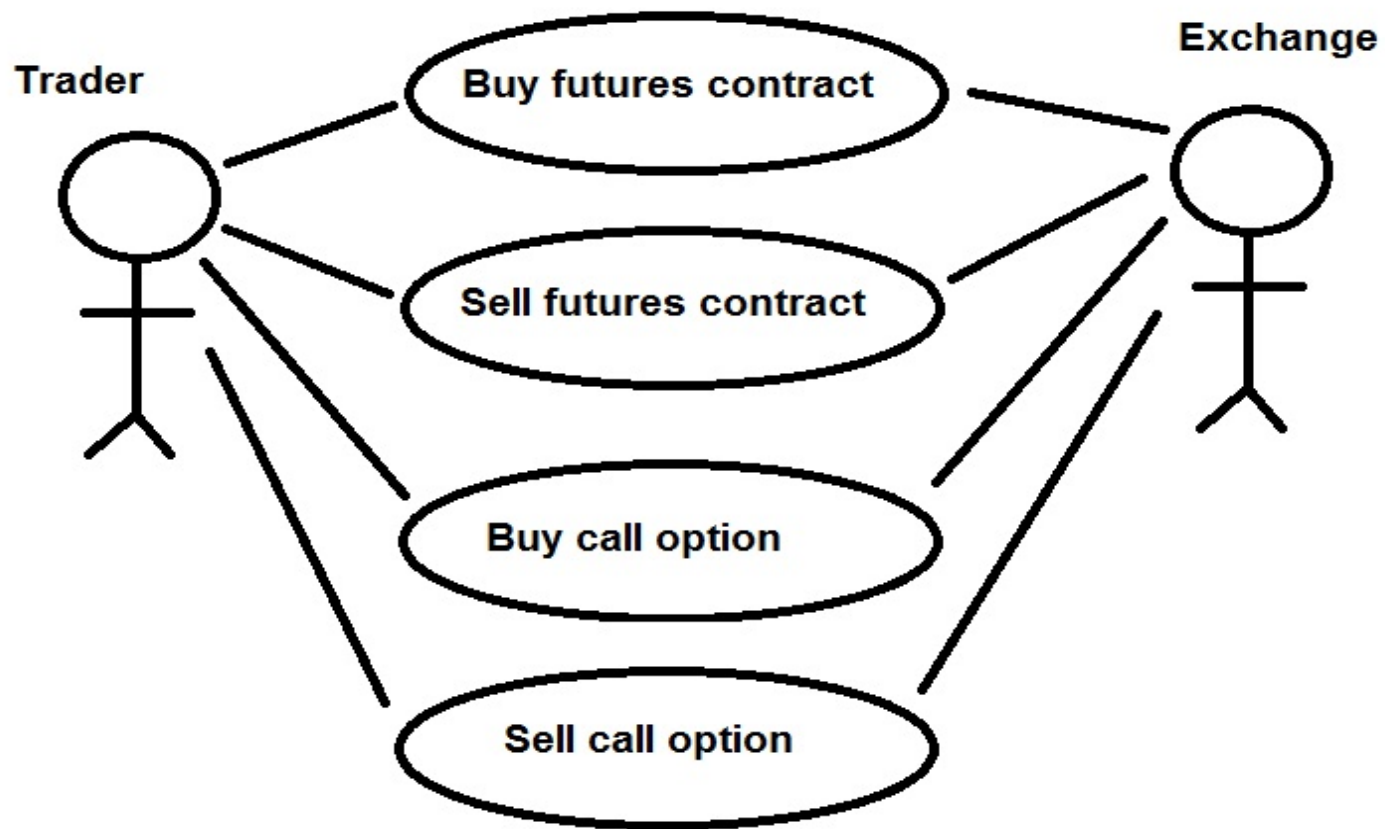 Trader
Exchange
Buy futures contract
Sell futures contract
Buy call option
Sell call option